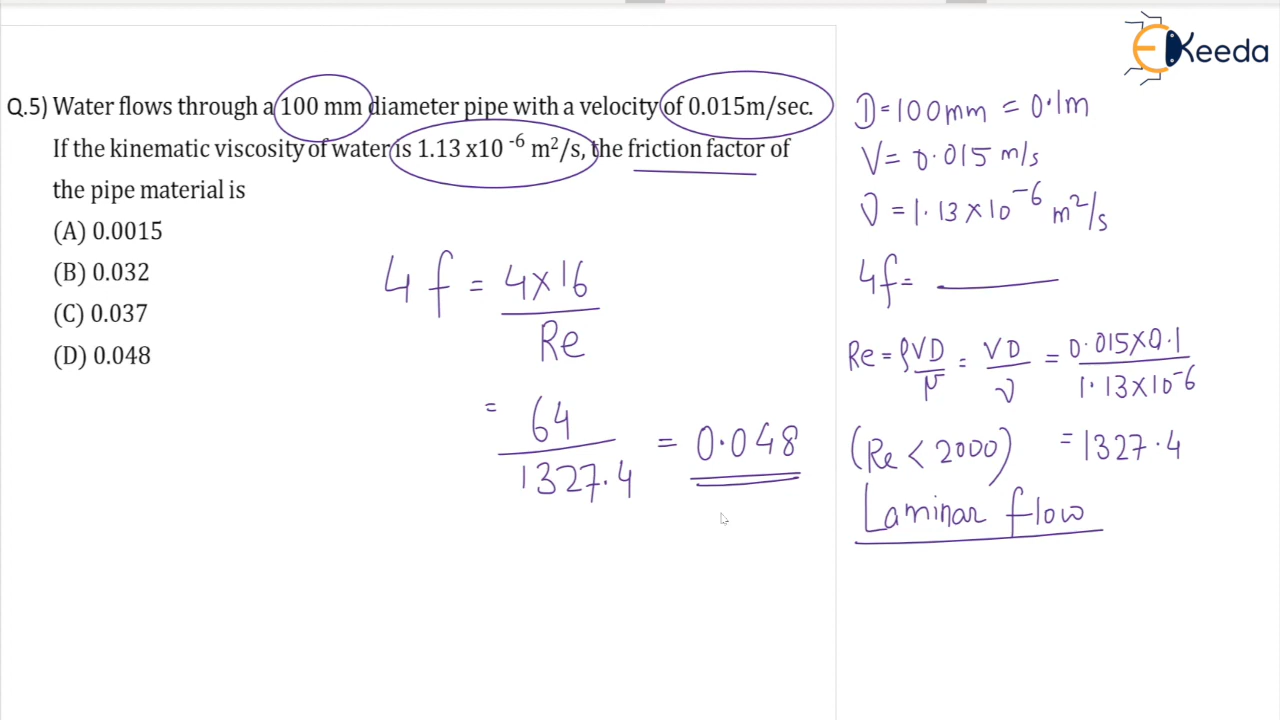 EKeeda
Q.5) Water flows through a 100 mm diameter pipe with a velocity of 0.015m/sec.
If the kinematic viscosity of water is 1.13 x10 -6 m²/s, the friction factor of
the pipe material is
(A) 0.0015
(B) 0.032
(C) 0.037
(D) 0.048
4f = 4×16/Re
= 64/1327.4 = 0.048
D=100mm = 0.1m
V= 0.015 m/s
ν = 1.13×10⁻⁶ m²/s
4f= ______
Re = ρVD/μ = VD/ν = 0.015×0.1/1.13×10⁻⁶
(Re < 2000) = 1327.4
Laminar flow